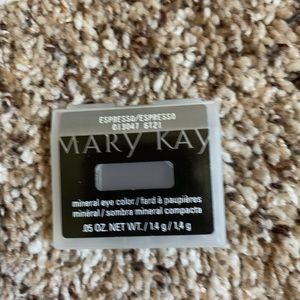 ESPRESSO/ESPRESSO
013047 6TZ1
MARY KAY
mineral eye color / fard à paupières
minéral / sombra mineral compacta
.05 OZ. NET WT. / 1,4 g / 1,4 g